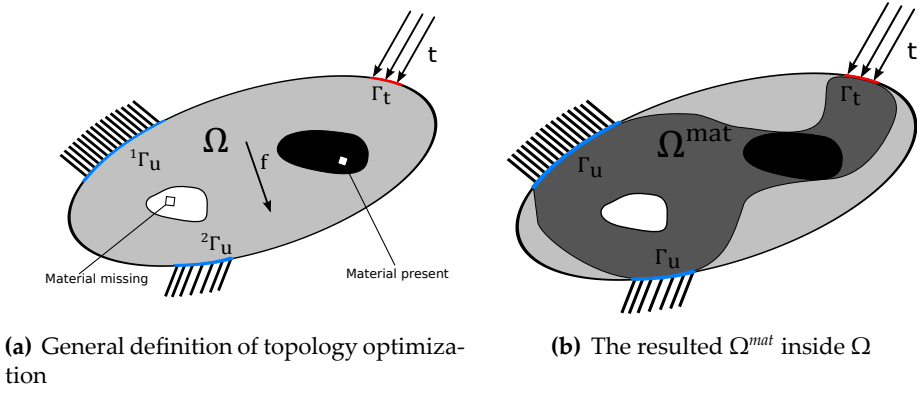 t
Γt
Ω
¹Γu
f
²Γu
Material missing
Material present
t
Γt
Ωmat
Γu
Γu
(a) General definition of topology optimiza-
tion
(b) The resulted Ωmat inside Ω